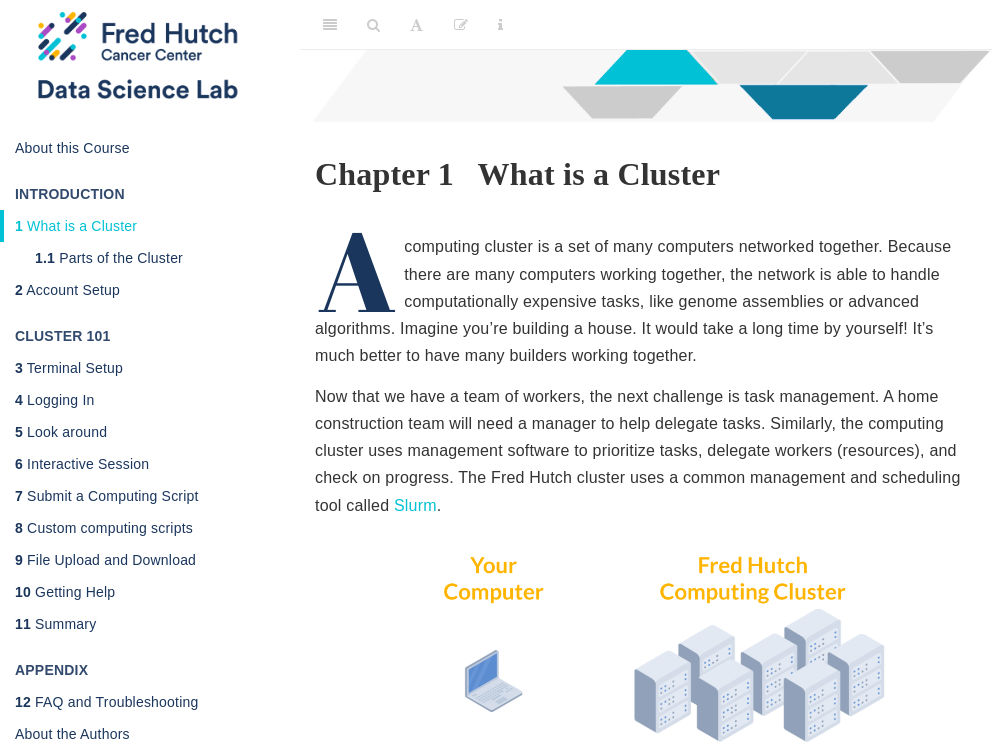 Fred Hutch
Cancer Center
Data Science Lab
About this Course
INTRODUCTION
1 What is a Cluster
1.1 Parts of the Cluster
2 Account Setup
CLUSTER 101
3 Terminal Setup
4 Logging In
5 Look around
6 Interactive Session
7 Submit a Computing Script
8 Custom computing scripts
9 File Upload and Download
10 Getting Help
11 Summary
APPENDIX
12 FAQ and Troubleshooting
About the Authors
A
i
Chapter 1 What is a Cluster
A computing cluster is a set of many computers networked together. Because
there are many computers working together, the network is able to handle
computationally expensive tasks, like genome assemblies or advanced
algorithms. Imagine you’re building a house. It would take a long time by yourself! It’s
much better to have many builders working together.
Now that we have a team of workers, the next challenge is task management. A home
construction team will need a manager to help delegate tasks. Similarly, the computing
cluster uses management software to prioritize tasks, delegate workers (resources), and
check on progress. The Fred Hutch cluster uses a common management and scheduling
tool called Slurm.
Your
Computer
Fred Hutch
Computing Cluster